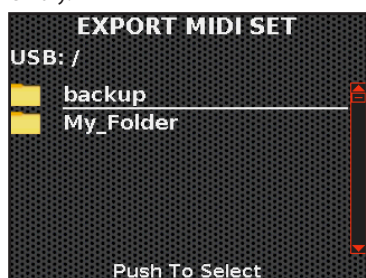 EXPORT MIDI SET
USB: /
backup
My_Folder
Push To Select